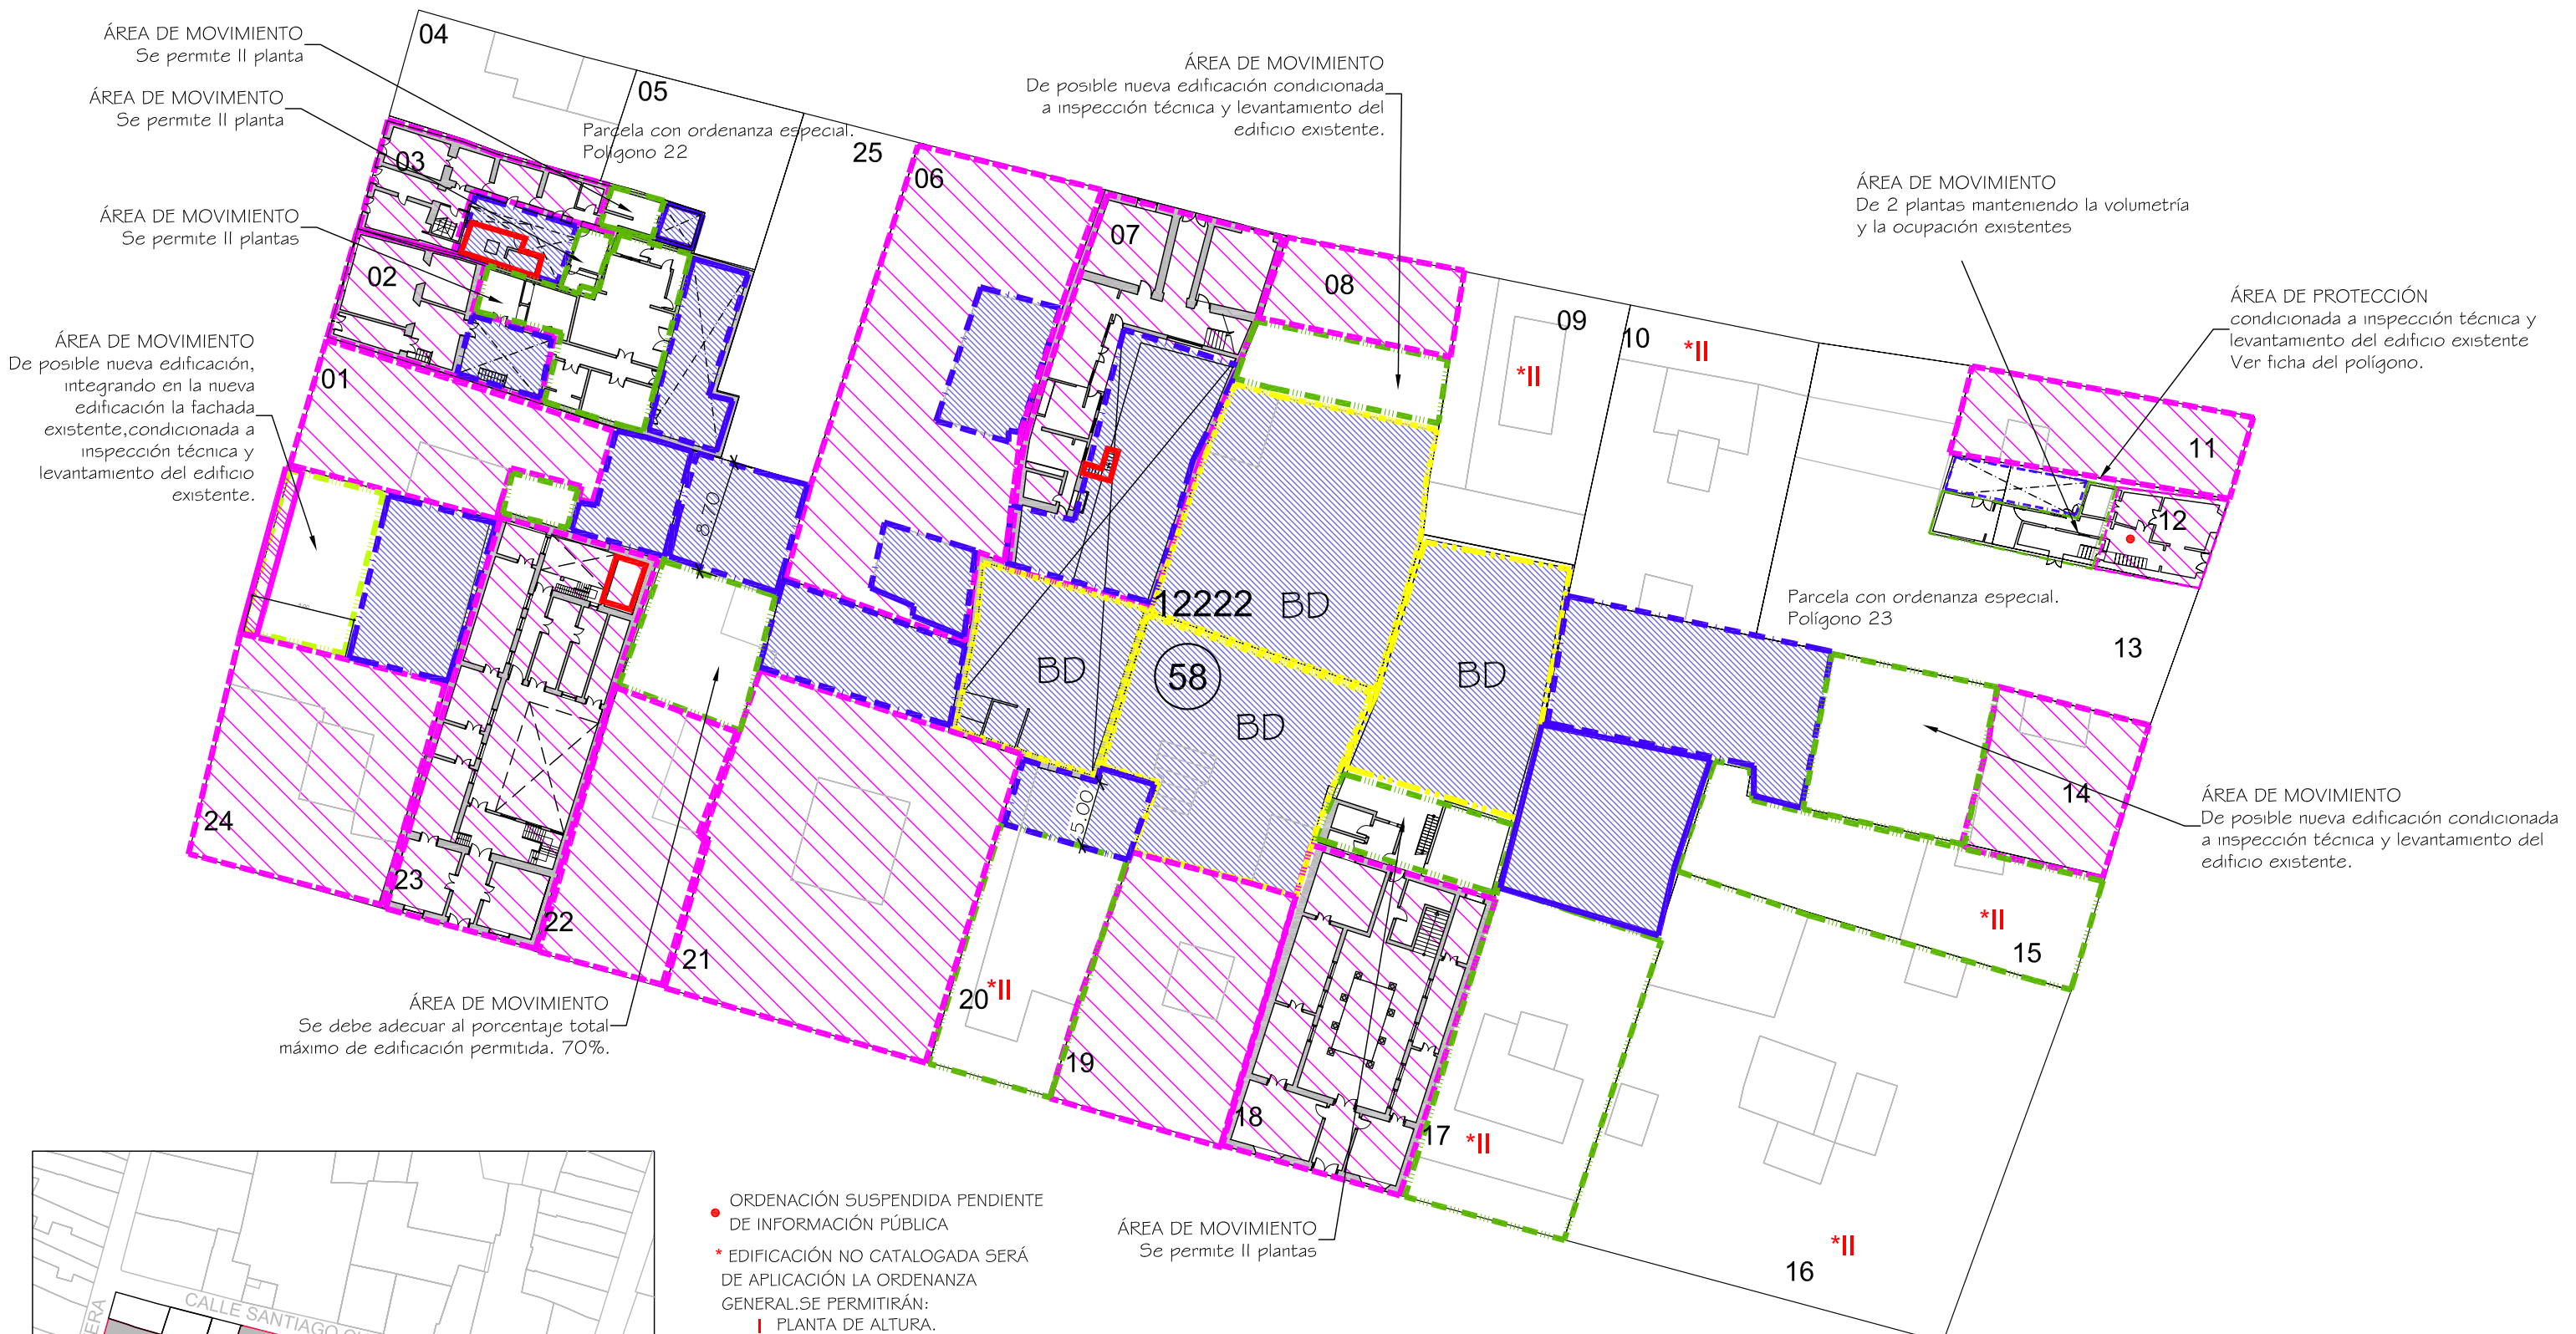 04
ÁREA DE MOVIMIENTO
Se permite II planta
05
ÁREA DE MOVIMENTO
Se permite II planta
Parcela con ordenanza especial.
Polígono 22
25
06
03
ÁREA DE MOVIMIENTO
De posible nueva edificación condicionada
a inspección técnica y levantamiento del
edificio existente.
ÁREA DE MOVIMIENTO
De 2 plantas manteniendo la volumetría
y la ocupación existentes
ÁREA DE MOVIMIENTO
Se permite II plantas
02
07
08
09
10
*II
*II
ÁREA DE PROTECCIÓN
condicionada a inspección técnica y
levantamiento del edificio existente
Ver ficha del polígono.
ÁREA DE MOVIMIENTO
De posible nueva edificación,
integrando en la nueva
edificación la fachada
existente,condicionada a
inspección técnica y
levantamiento del edificio
existente.
01
11
12
8.70
12222
BD
Parcela con ordenanza especial.
Polígono 23
13
BD
58
BD
BD
14
ÁREA DE MOVIMIENTO
De posible nueva edificación condicionada
a inspección técnica y levantamiento del
edificio existente.
5.00
24
23
22
21
20
*II
19
18
17
*II
*II
15
16
*II
ÁREA DE MOVIMIENTO
Se debe adecuar al porcentaje total
máximo de edificación permitida. 70%.
ÁREA DE MOVIMIENTO
Se permite II plantas
ORDENACIÓN SUSPENDIDA PENDIENTE
DE INFORMACIÓN PÚBLICA
* EDIFICACIÓN NO CATALOGADA SERÁ
DE APLICACIÓN LA ORDENANZA
GENERAL.SE PERMITIRÁN:
I PLANTA DE ALTURA.
CALLE SANTIAGO
ERA